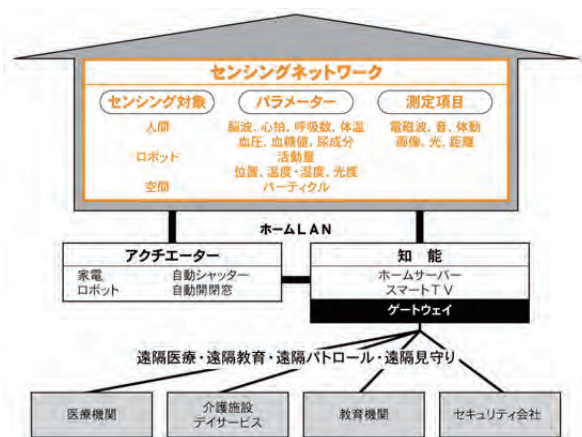 センシングネットワーク
センシング対象
パラメーター
測定項目
人間
脳波、心拍、呼吸数、体温
電磁波、音、体動
血圧、血糖値、尿成分
画像、光、距離
ロボット
活動量
位置、温度・湿度、光度
空間
パーティクル
ホームLAN
アクチエーター
家電
自動シャッター
ロボット
自動開閉窓
知能
ホームサーバー
スマートTV
ゲートウェイ
遠隔医療・遠隔教育・遠隔パトロール・遠隔見守り
医療機関
介護施設
デイサービス
教育機関
セキュリティ会社